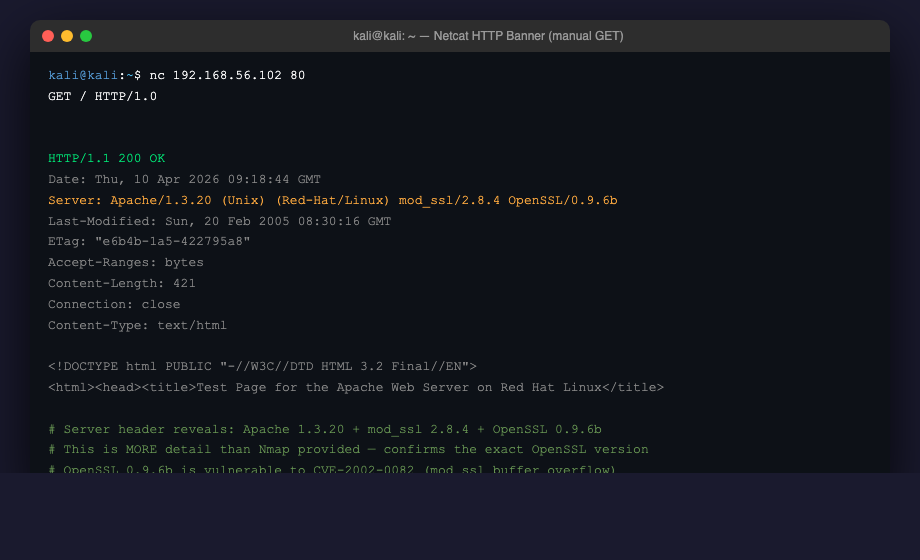 kali@kali: ~ — Netcat HTTP Banner (manual GET)
kali@kali:~$ nc 192.168.56.102 80
GET / HTTP/1.0
HTTP/1.1 200 OK
Date: Thu, 10 Apr 2026 09:18:44 GMT
Server: Apache/1.3.20 (Unix) (Red-Hat/Linux) mod_ssl/2.8.4 OpenSSL/0.9.6b
Last-Modified: Sun, 20 Feb 2005 08:30:16 GMT
ETag: "e6b4b-1a5-422795a8"
Accept-Ranges: bytes
Content-Length: 421
Connection: close
Content-Type: text/html
<!DOCTYPE html PUBLIC "-//W3C//DTD HTML 3.2 Final//EN">
<html><head><title>Test Page for the Apache Web Server on Red Hat Linux</title>
# Server header reveals: Apache 1.3.20 + mod_ssl 2.8.4 + OpenSSL 0.9.6b
# This is MORE detail than Nmap provided — confirms the exact OpenSSL version
# OpenSSL 0.9.6b is vulnerable to CVE-2002-0082 (mod_ssl buffer overflow)